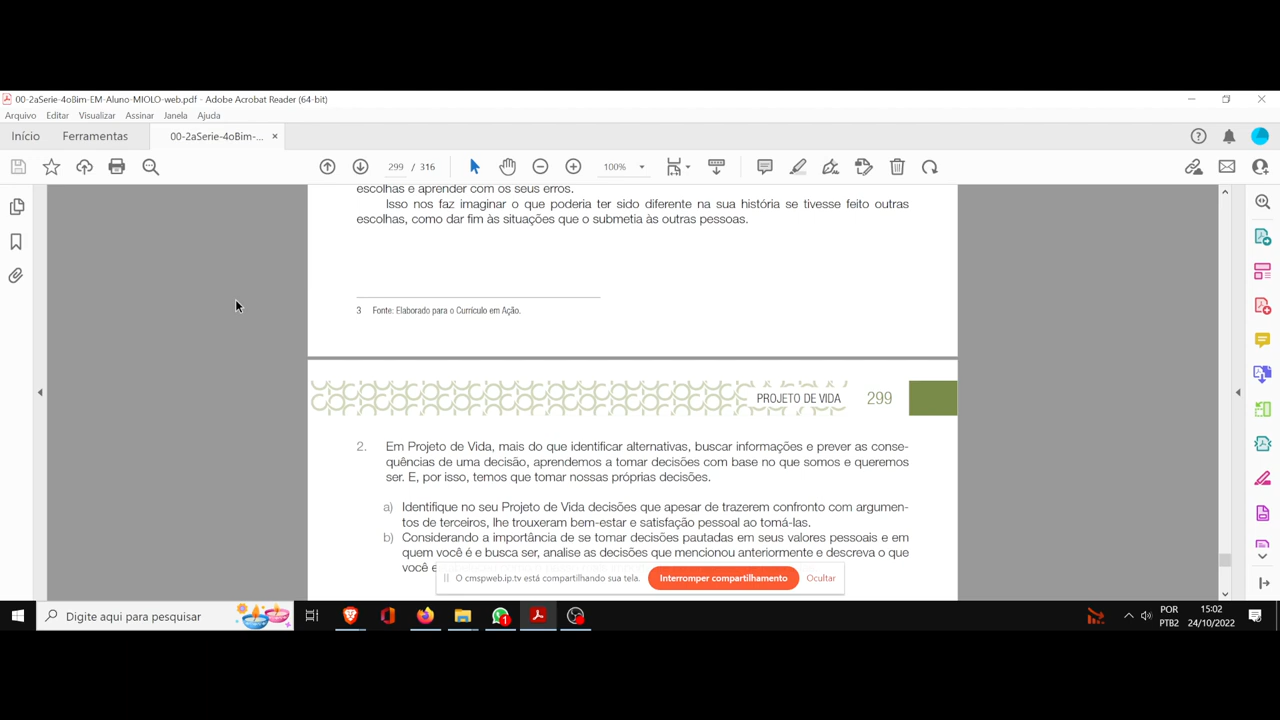 00-2aSerie-4oBim-EM-Aluno-MIOLO-web.pdf - Adobe Acrobat Reader (64-bit)
Arquivo Editar Visualizar Assinar Janela Ajuda
Início Ferramentas 00-2aSerie-4oBim-... ×
299 / 316 100%
escolhas e aprender com os seus erros.
Isso nos faz imaginar o que poderia ter sido diferente na sua história se tivesse feito outras
escolhas, como dar fim às situações que o submetia às outras pessoas.
3 Fonte: Elaborado para o Currículo em Ação.
PROJETO DE VIDA 299
2. Em Projeto de Vida, mais do que identificar alternativas, buscar informações e prever as conse-
quências de uma decisão, aprendemos a tomar decisões com base no que somos e queremos
ser. E, por isso, temos que tomar nossas próprias decisões.
a) Identifique no seu Projeto de Vida decisões que apesar de trazerem confronto com argumen-
tos de terceiros, lhe trouxeram bem-estar e satisfação pessoal ao tomá-las.
b) Considerando a importância de se tomar decisões pautadas em seus valores pessoais e em
quem você é e busca ser, analise as decisões que mencionou anteriormente e descreva o que
você
O cmspweb.ip.tv está compartilhando sua tela. Interromper compartilhamento Ocultar
Digite aqui para pesquisar
1
POR
PTB2
15:02
24/10/2022